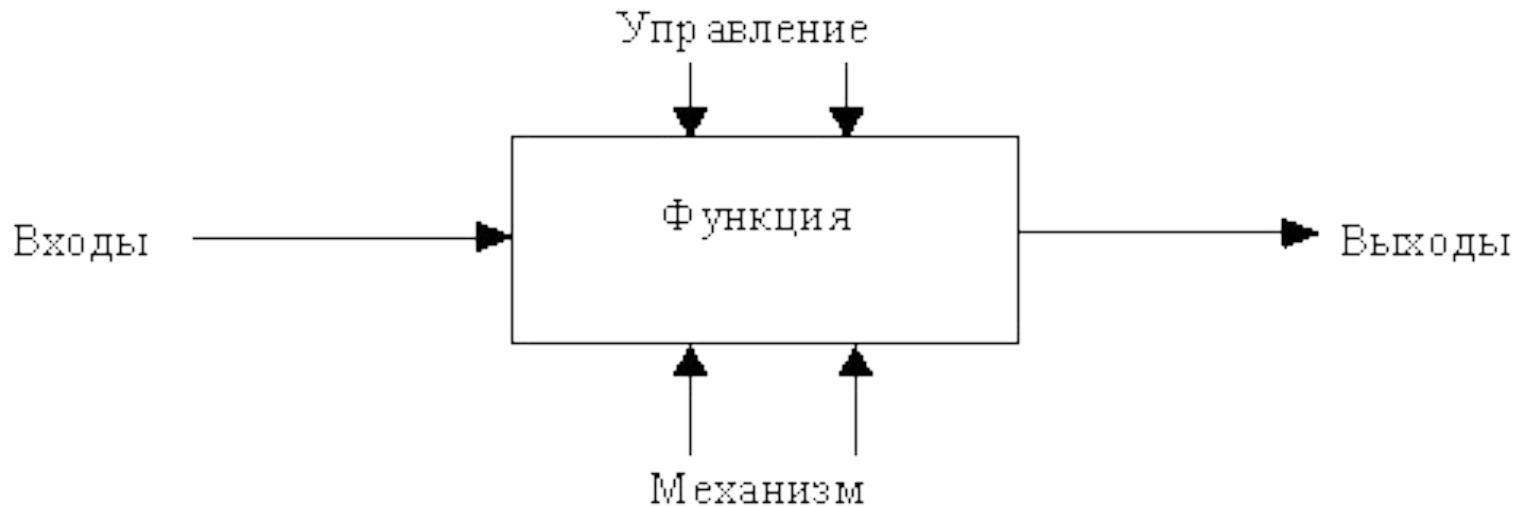 Управление
Функция
Входы
Выходы
Механизм